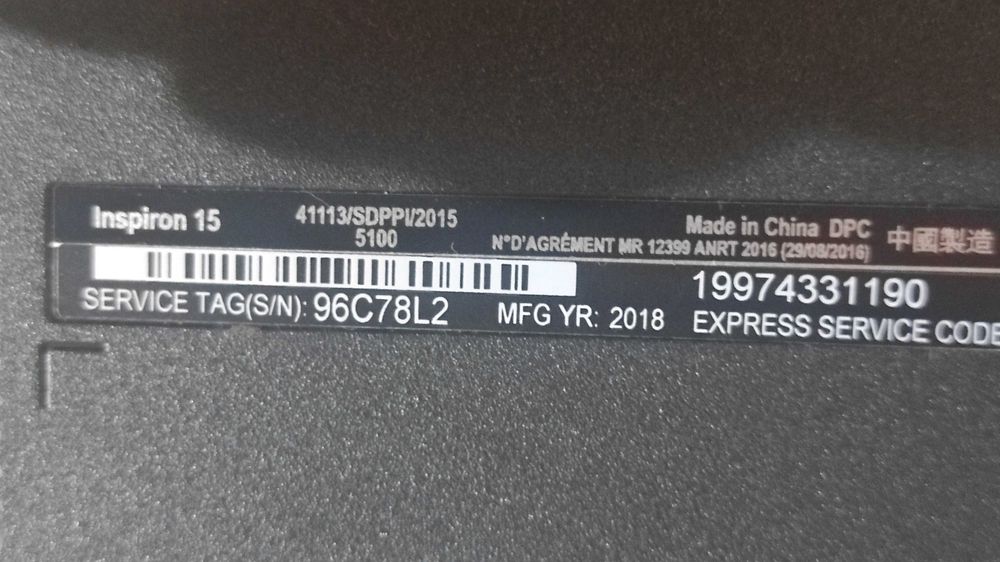 Inspiron 15
41113/SDPPI/2015
5100
Made in China DPC 中國製造
N°D'AGRÉMENT MR 12399 ANRT 2016 (29/08/2016)
SERVICE TAG(S/N): 96C78L2
MFG YR: 2018
19974331190
EXPRESS SERVICE CODE